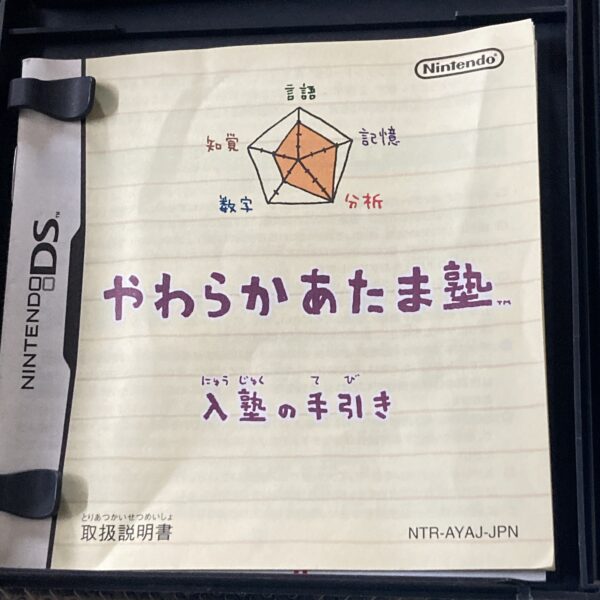 Nintendo®
言語
知覚
記憶
数字
分析
NINTENDO DS™
やわらかあたま塾™
にゅうじゅく てび
入塾の手引き
とりあつかいせつめいしょ
取扱説明書
NTR-AYAJ-JPN